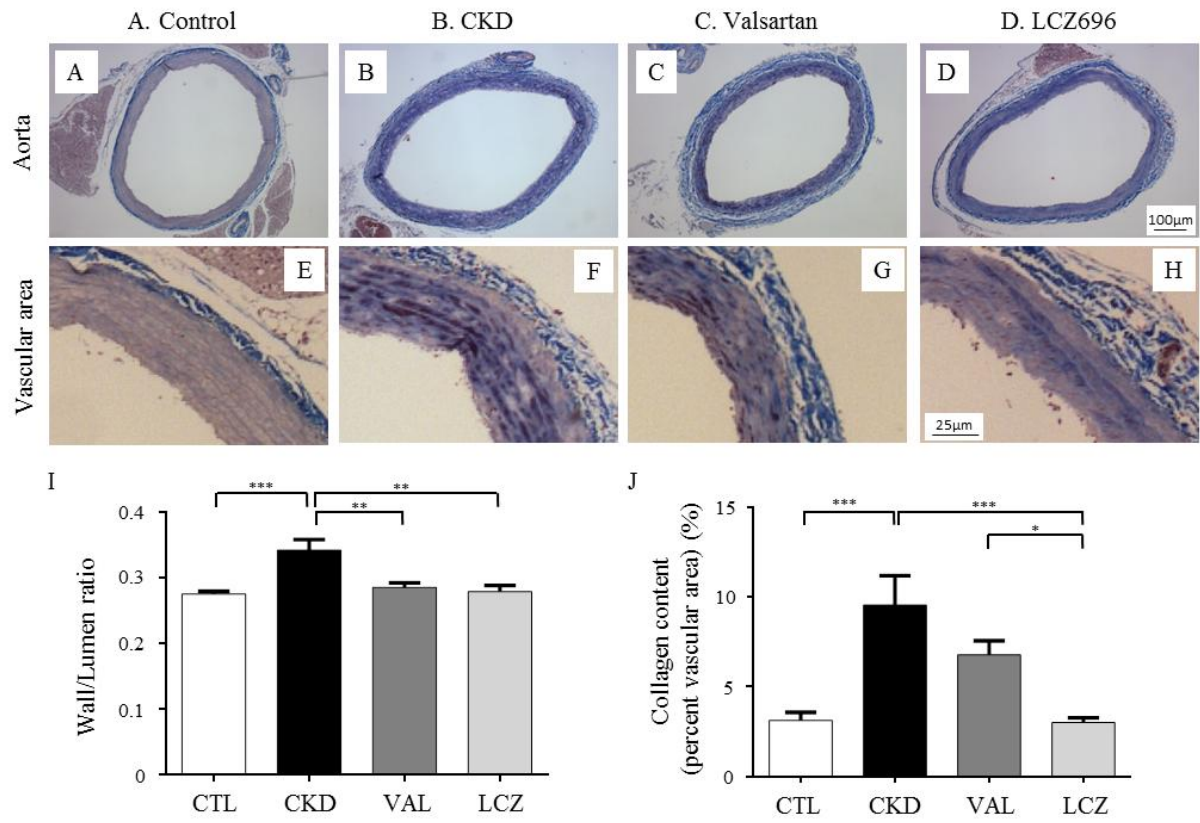 A. Control B. CKD C. Valsartan D. LCZ696
Aorta
A B C D
100µm
Vascular area
E F G H
25µm
I
*** ** **
Wall/Lumen ratio
0.4
0.3
0.2
0.1
0
CTL CKD VAL LCZ
J
*** *** *
Collagen content
(percent vascular area) (%)
15
10
5
0
CTL CKD VAL LCZ